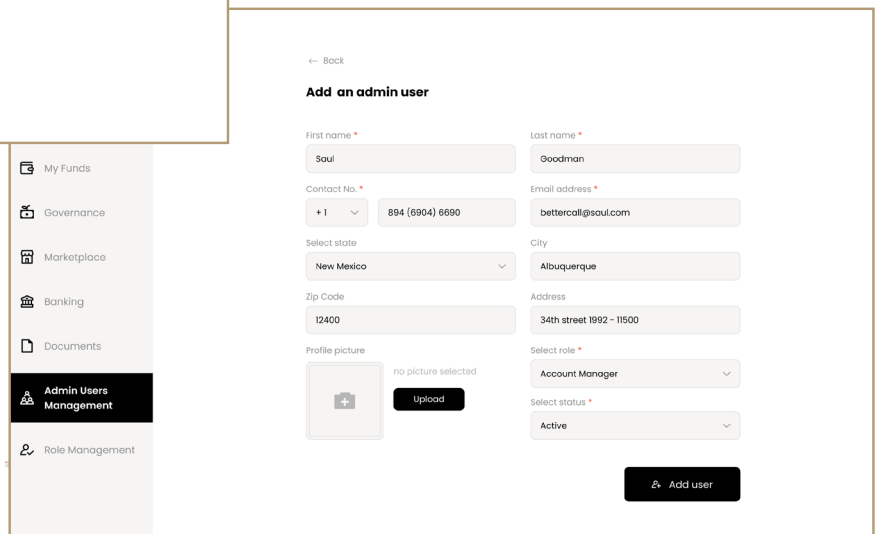 ← Back
Add an admin user
First name *
Last name *
Saul
Goodman
Contact No. *
Email address *
+ 1
894 (6904) 6690
bettercall@saul.com
Select state
City
New Mexico
Albuquerque
Zip Code
Address
12400
34th street 1992 - 11500
Profile picture
Select role *
no picture selected
Account Manager
Upload
Select status *
Active
Add user
My Funds
Governance
Marketplace
Banking
Documents
Admin Users
Management
Role Management